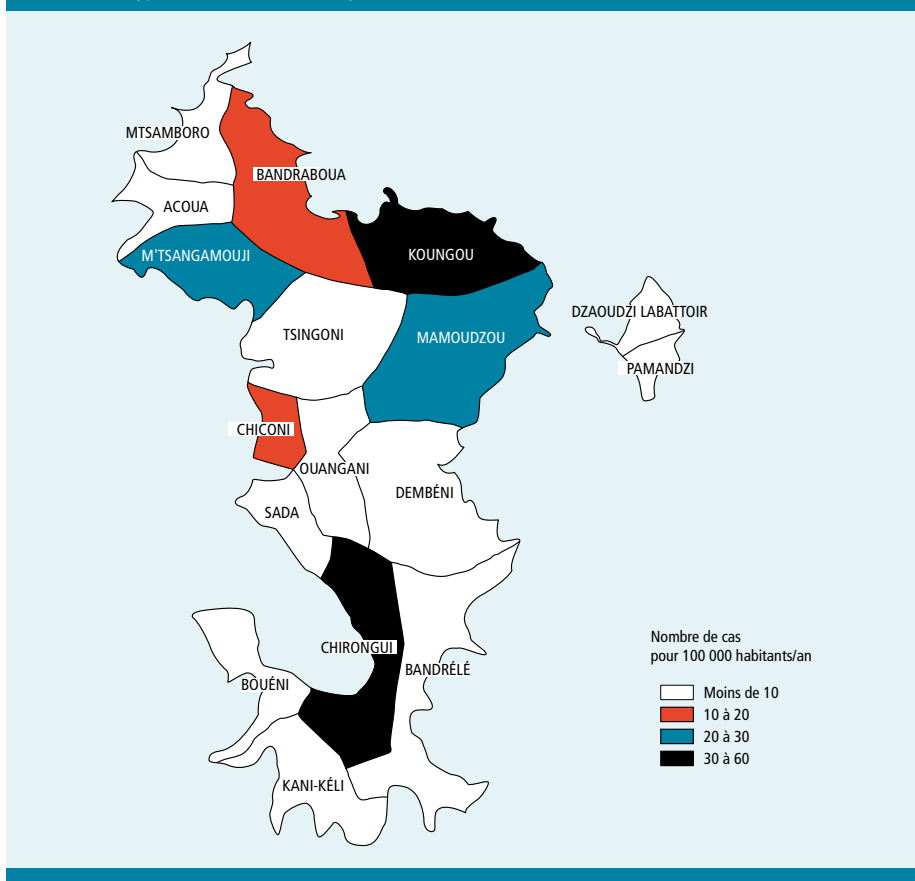 MTSAMBORO
BANDRABOUA
ACOUA
M'TSANGAMOUJI
KOUNGOU
DZAOUDZI LABATTOIR
TSINGONI
MAMOUDZOU
PAMANDZI
CHICONI
OUANGANI
DEMBÉNI
SADA
CHIRONGUI
BANDRÉLÉ
BOUÉNI
KANI-KÉLI
Nombre de cas
pour 100 000 habitants/an
Moins de 10
10 à 20
20 à 30
30 à 60